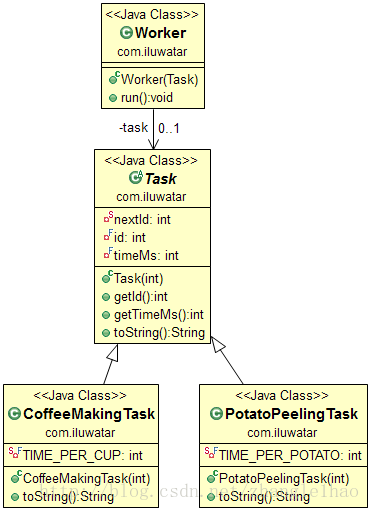 <<Java Class>>
Worker
com.iluwatar
Worker(Task)
run():void
-task 0..1
<<Java Class>>
Task
com.iluwatar
nextId: int
id: int
timeMs: int
Task(int)
getId():int
getTimeMs():int
toString():String
<<Java Class>>
CoffeeMakingTask
com.iluwatar
TIME_PER_CUP: int
CoffeeMakingTask(int)
toString():String
<<Java Class>>
PotatoPeelingTask
com.iluwatar
TIME_PER_POTATO: int
PotatoPeelingTask(int)
toString():String